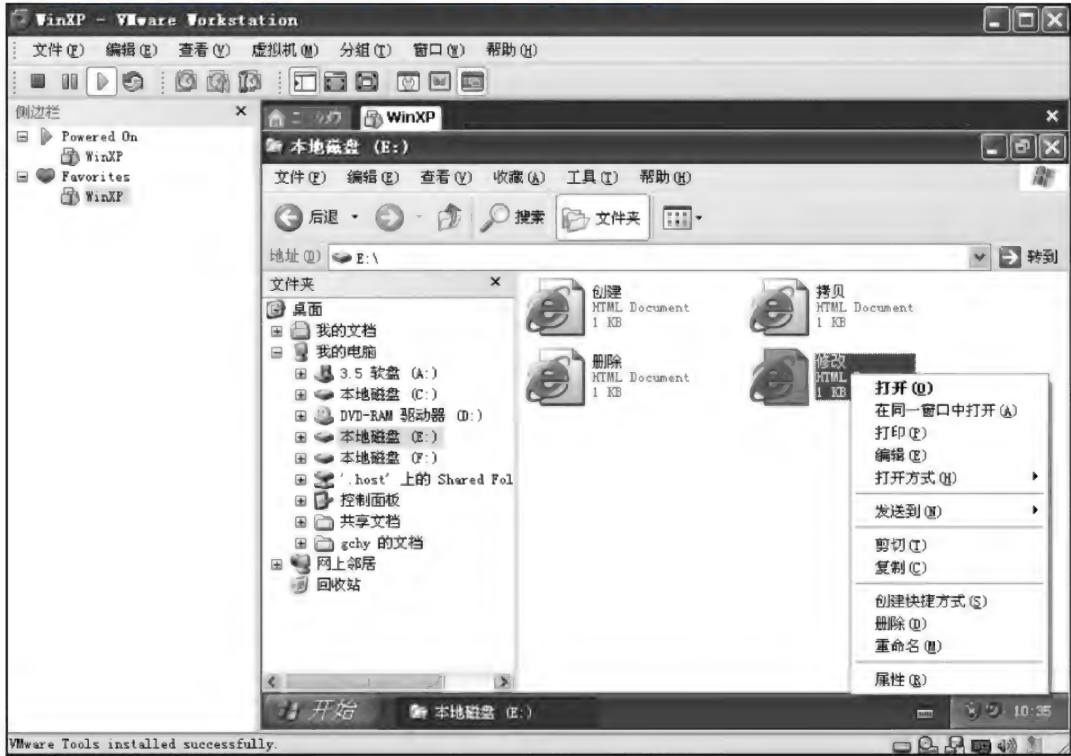 WinXP - VMware Workstation
文件(F) 编辑(E) 查看(V) 虚拟机(M) 分组(T) 窗口(W) 帮助(H)
侧边栏
Powered On
WinXP
Favorites
WinXP
WinXP
本地磁盘 (E:)
文件(F) 编辑(E) 查看(V) 收藏(A) 工具(T) 帮助(H)
后退 搜索 文件夹
地址(D) E:\ 转到
文件夹
桌面
我的文档
我的电脑
3.5 软盘 (A:)
本地磁盘 (C:)
DVD-RAM 驱动器 (D:)
本地磁盘 (E:)
本地磁盘 (F:)
'.host' 上的 Shared Fol
控制面板
共享文档
gchy 的文档
网上邻居
回收站
创建
HTML Document
1 KB
拷贝
HTML Document
1 KB
删除
HTML Document
1 KB
修改
HTML
1 KB
打开(O)
在同一窗口中打开(A)
打印(P)
编辑(E)
打开方式(H)
发送到(N)
剪切(T)
复制(C)
创建快捷方式(S)
删除(D)
重命名(M)
属性(R)
开始 本地磁盘 (E:) 10:35
VMware Tools installed successfully.